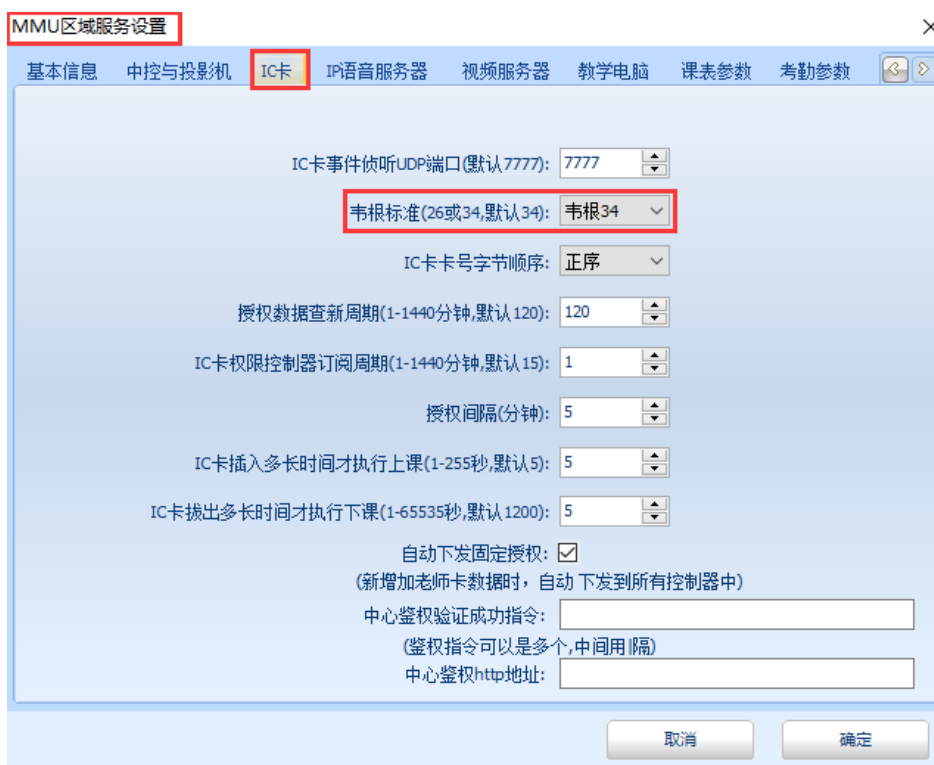 MMU区域服务设置
基本信息 中控与投影机 IC卡 IP语音服务器 视频服务器 教学电脑 课表参数 考勤参数
IC卡事件侦听UDP端口(默认7777): 7777
韦根标准(26或34,默认34): 韦根34
IC卡卡号字节顺序: 正序
授权数据查新周期(1-1440分钟,默认120): 120
IC卡权限控制器订阅周期(1-1440分钟,默认15): 1
授权间隔(分钟): 5
IC卡插入多长时间才执行上课(1-255秒,默认5): 5
IC卡拔出多长时间才执行下课(1-65535秒,默认1200): 5
自动下发固定授权:
(新增加老师卡数据时，自动下发到所有控制器中)
中心鉴权验证成功指令:
(鉴权指令可以是多个,中间用|隔)
中心鉴权http地址:
取消 确定